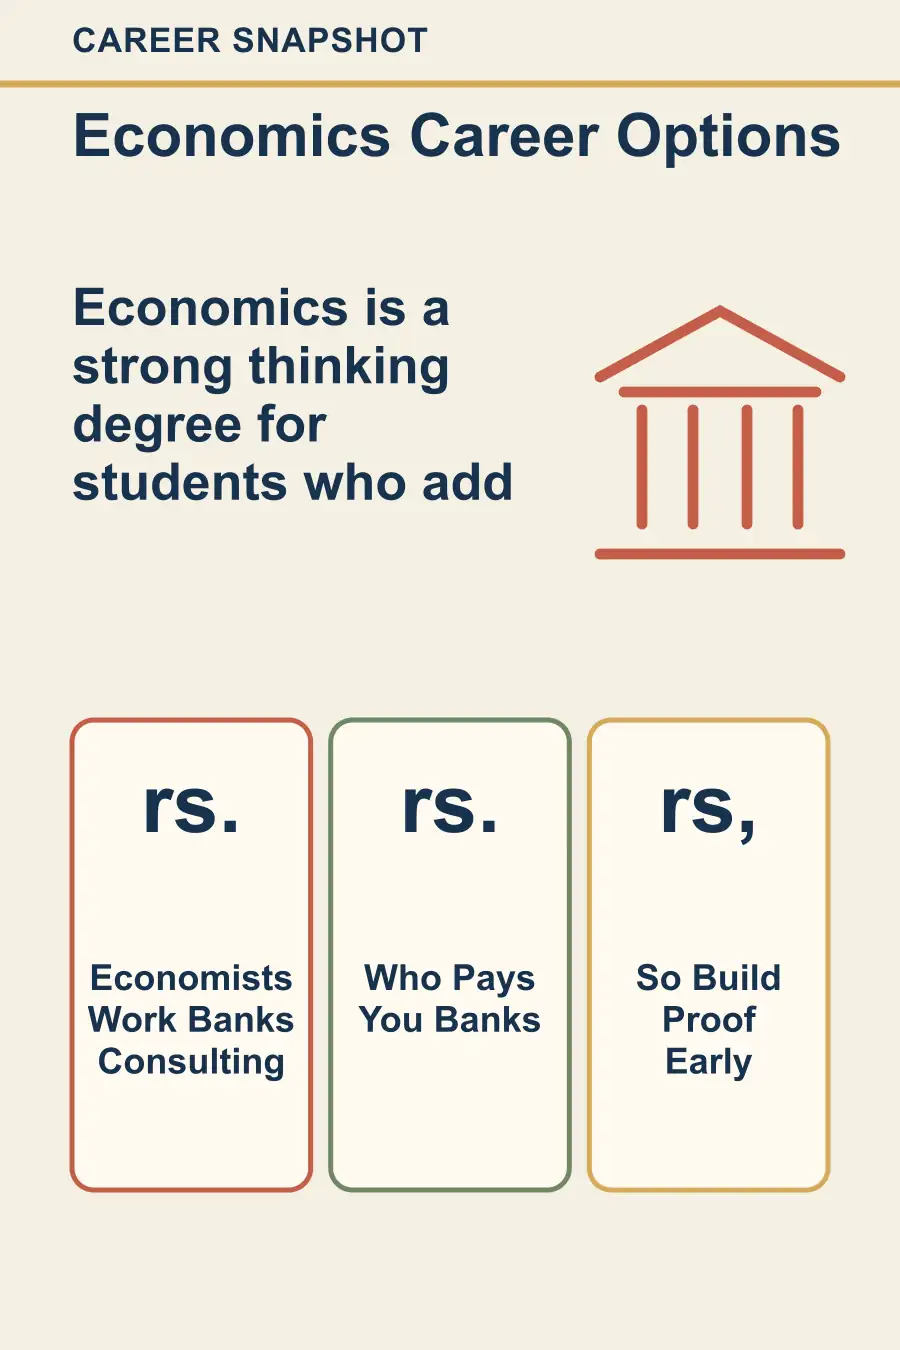 CAREER SNAPSHOT
Economics Career Options
Economics is a
strong thinking
degree for
students who add
rs.
Economists
Work Banks
Consulting
rs.
Who Pays
You Banks
rs,
So Build
Proof
Early